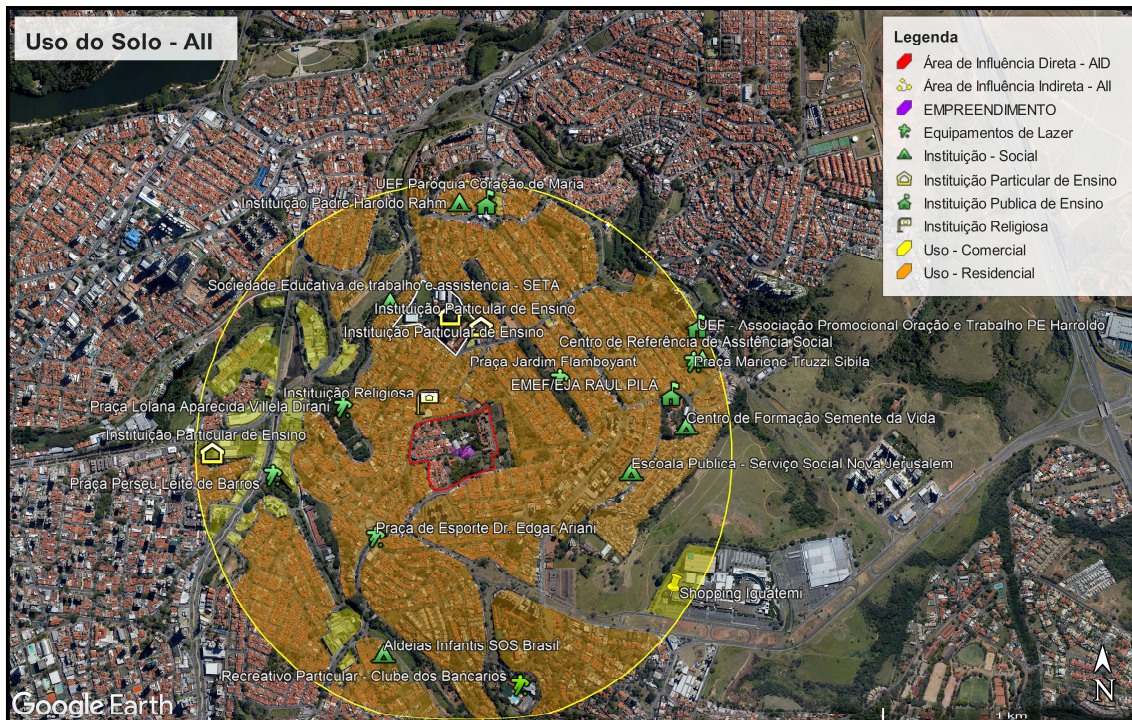 Uso do Solo - AII
Legenda
Área de Influência Direta - AID
Área de Influência Indireta - AII
EMPREENDIMENTO
Equipamentos de Lazer
Instituição - Social
Instituição Particular de Ensino
Instituição Publica de Ensino
Instituição Religiosa
Uso - Comercial
Uso - Residencial
UEF Paróquia Coração de Maria
Instituição Padre Haroldo Rahm
Sociedade Educativa de trabalho e assistencia - SETA
Instituição Particular de Ensino
Instituição Particular de Ensino
UEF - Associação Promocional Oração e Trabalho PE Harroldo
Centro de Referência de Assitência Social
Praça Jardim Flamboyant
Praça Mariene Truzzi Sibila
EMEF/EJA RAUL PILA
Instituição Religiosa
Praça Loiana Aparecida Villela Dirani
Centro de Formação Semente da Vida
Instituição Particular de Ensino
Escoala Publica - Serviço Social Nova Jerusalem
Praça Perseu Leite de Barros
Praça de Esporte Dr. Edgar Ariani
Shopping Iguatemi
Aldeias Infantis SOS Brasil
Recreativo Particular - Clube dos Bancarios
Google Earth
N
1 km